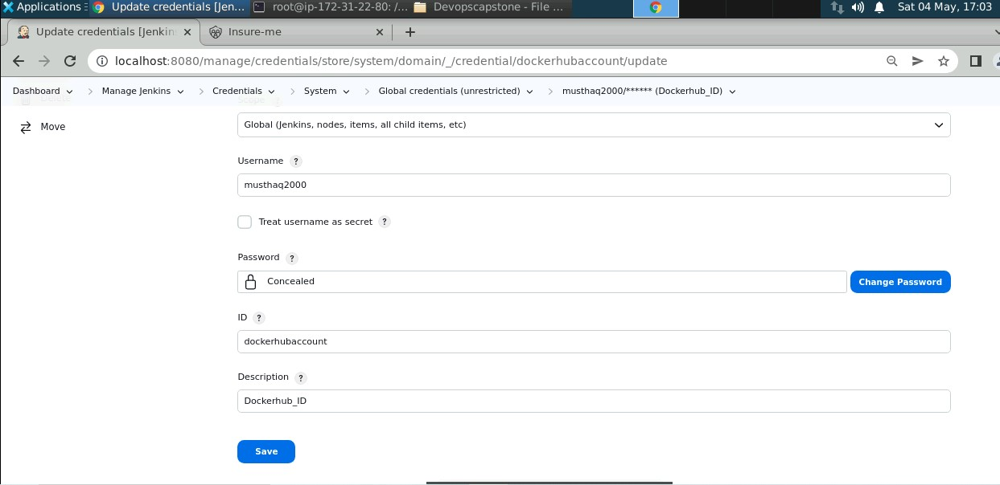 Applications Update credentials [Jen... root@ip-172-31-22-80: /... Devopscapstone - File ... Sat 04 May, 17:03
Update credentials [Jenkin Insure-me
localhost:8080/manage/credentials/store/system/domain/_/credential/dockerhubaccount/update
Dashboard Manage Jenkins Credentials System Global credentials (unrestricted) musthaq2000/****** (Dockerhub_ID)
Scope
Move
Global (Jenkins, nodes, items, all child items, etc)
Username ?
musthaq2000
Treat username as secret ?
Password ?
Concealed Change Password
ID ?
dockerhubaccount
Description ?
Dockerhub_ID
Save